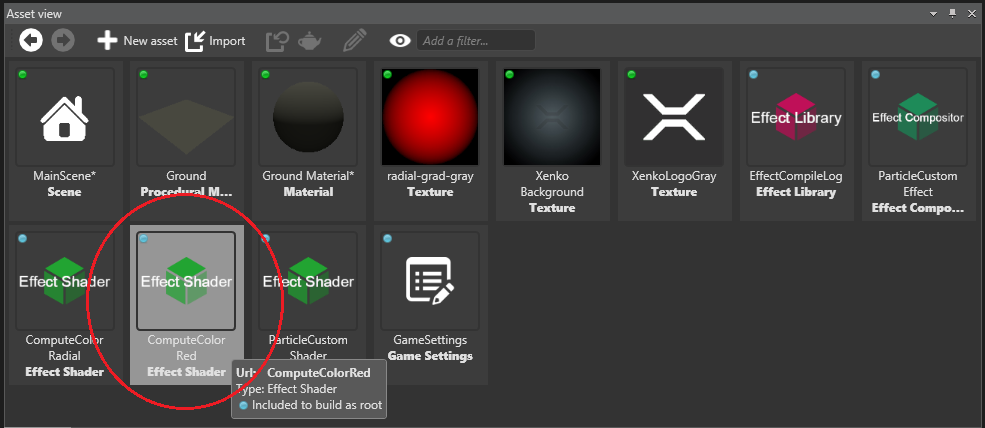 Asset view
New asset
Import
Add a filter...
MainScene*
Scene
Ground
Procedural M...
Ground Material*
Material
radial-grad-gray
Texture
Xenko
Background
Texture
XenkoLogoGray
Texture
Effect Library
EffectCompileLog
Effect Library
Effect Compositor
ParticleCustom
Effect
Effect Compo...
Effect Shader
ComputeColor
Radial
Effect Shader
Effect Shader
ComputeColor
Red
Effect Shader
Effect Shader
ParticleCustom
Shader
GameSettings
Game Settings
Url: ComputeColorRed
Type: Effect Shader
Included to build as root